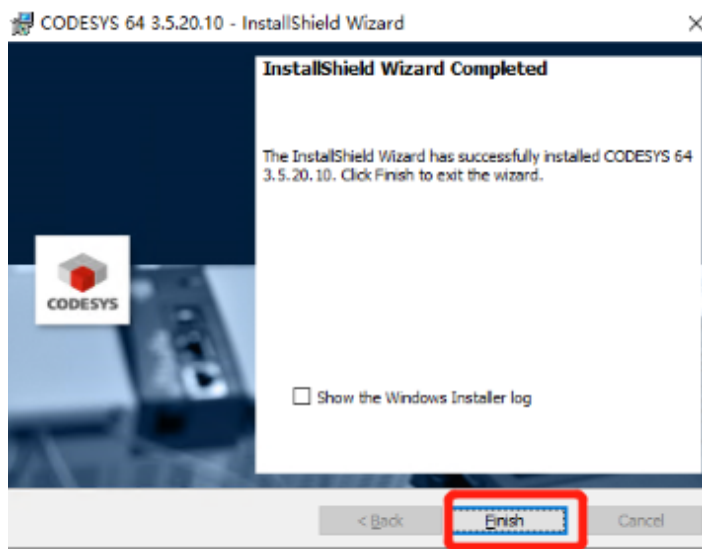 CODESYS 64 3.5.20.10 - InstallShield Wizard
InstallShield Wizard Completed
The InstallShield Wizard has successfully installed CODESYS 64
3.5.20.10. Click Finish to exit the wizard.
CODESYS
Show the Windows Installer log
< Back
Finish
Cancel